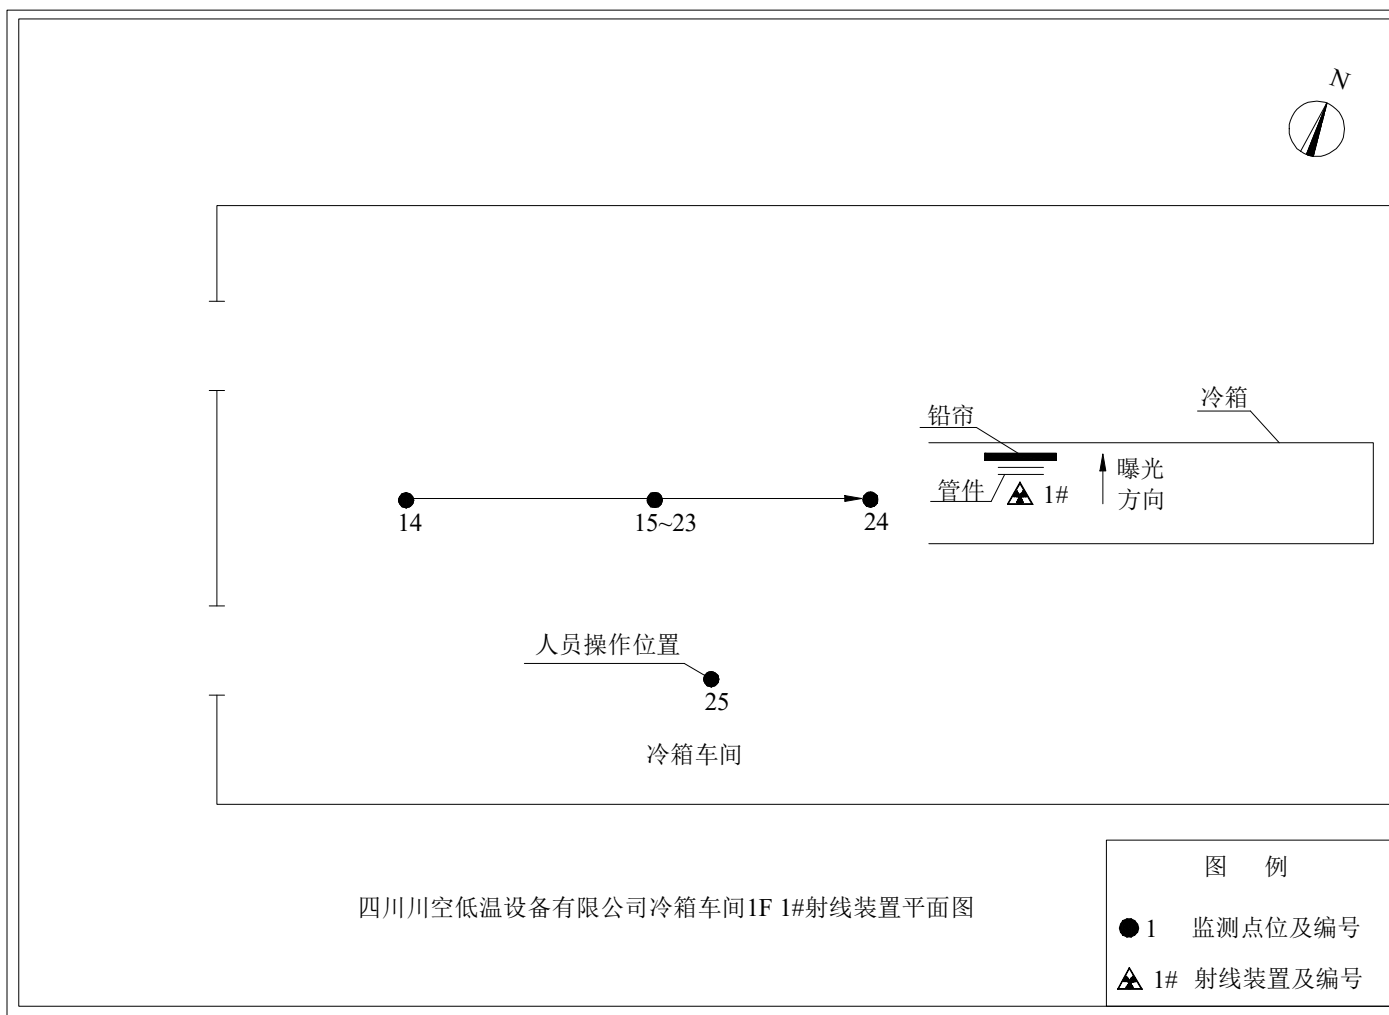 N
冷箱
铅帘
曝光
方向
管件
1#
14
15~23
24
人员操作位置
25
冷箱车间
图 例
四川川空低温设备有限公司冷箱车间1F 1#射线装置平面图
1 监测点位及编号
1# 射线装置及编号